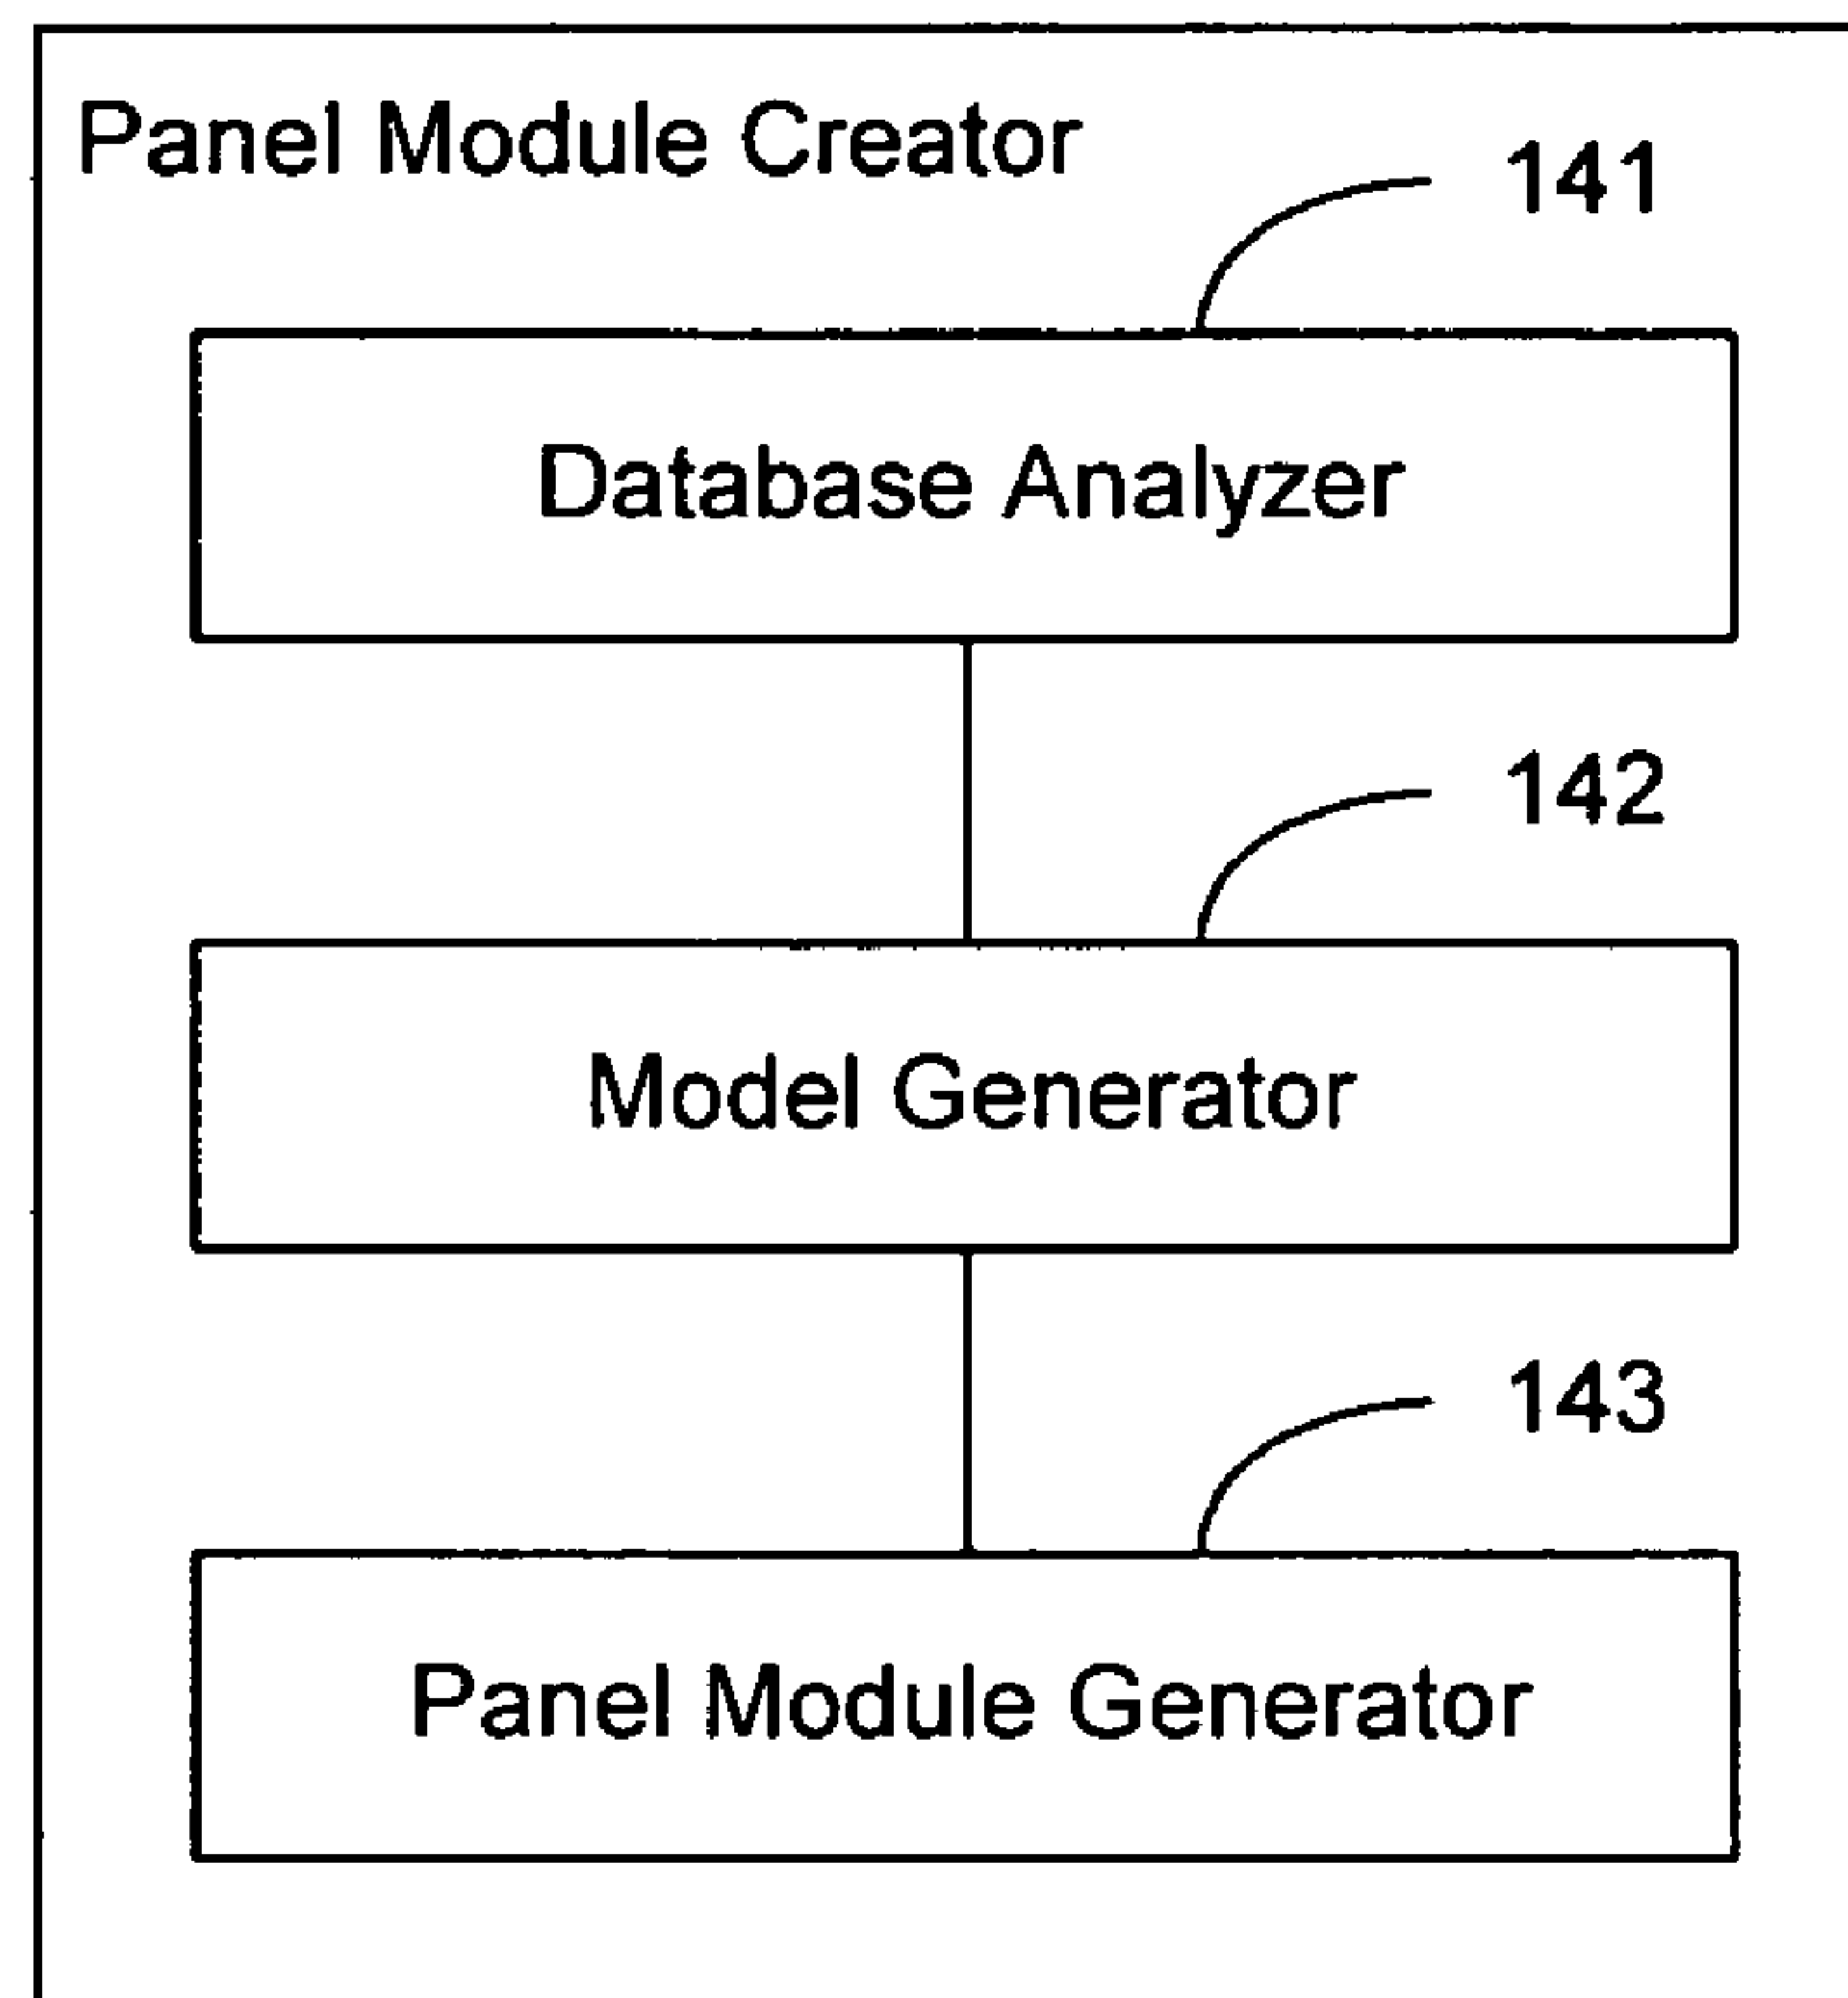 Panel Module Creator
141
Database Analyzer
142
Model Generator
143
Panel Module Generator